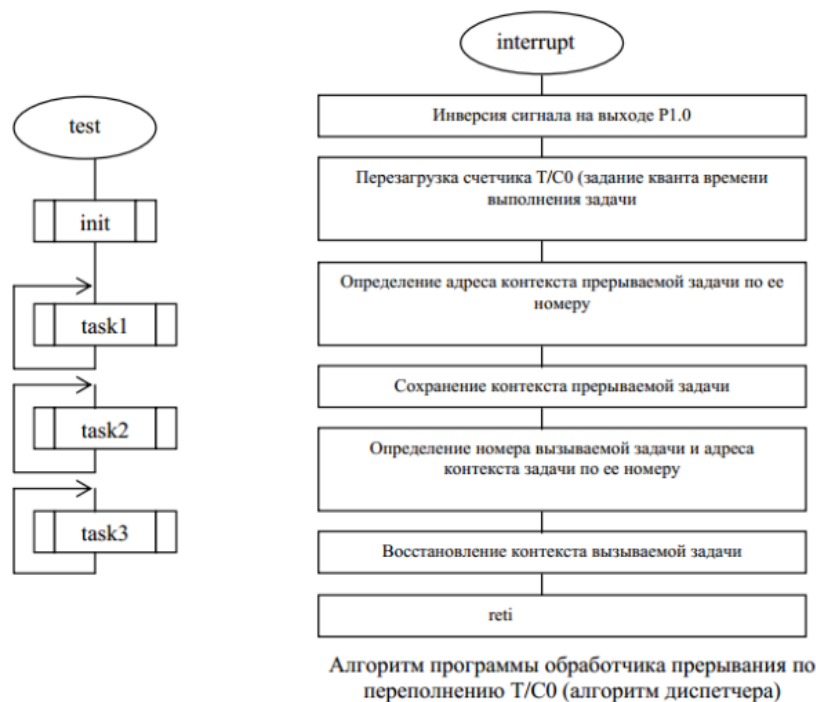 test
init
task1
task2
task3
interrupt
Инверсия сигнала на выходе P1.0
Перезагрузка счетчика T/C0 (задание кванта времени
выполнения задачи
Определение адреса контекста прерываемой задачи по ее
номеру
Сохранение контекста прерываемой задачи
Определение номера вызываемой задачи и адреса
контекста задачи по ее номеру
Восстановление контекста вызываемой задачи
reti
Алгоритм программы обработчика прерывания по
переполнению T/C0 (алгоритм диспетчера)